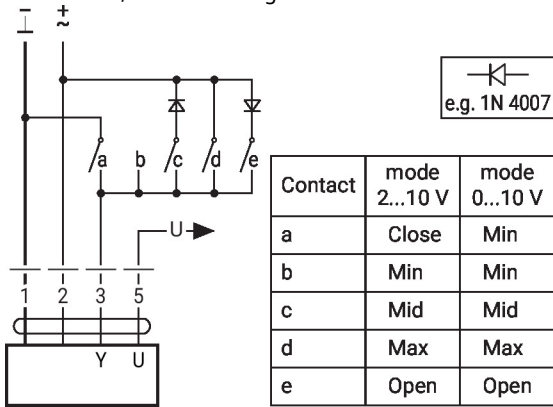 ⊥ ~
− +
e.g. 1N 4007
a b c d e
U
1 2 3 5
Y U
Contact mode 2...10 V mode 0...10 V
a Close Min
b Min Min
c Mid Mid
d Max Max
e Open Open